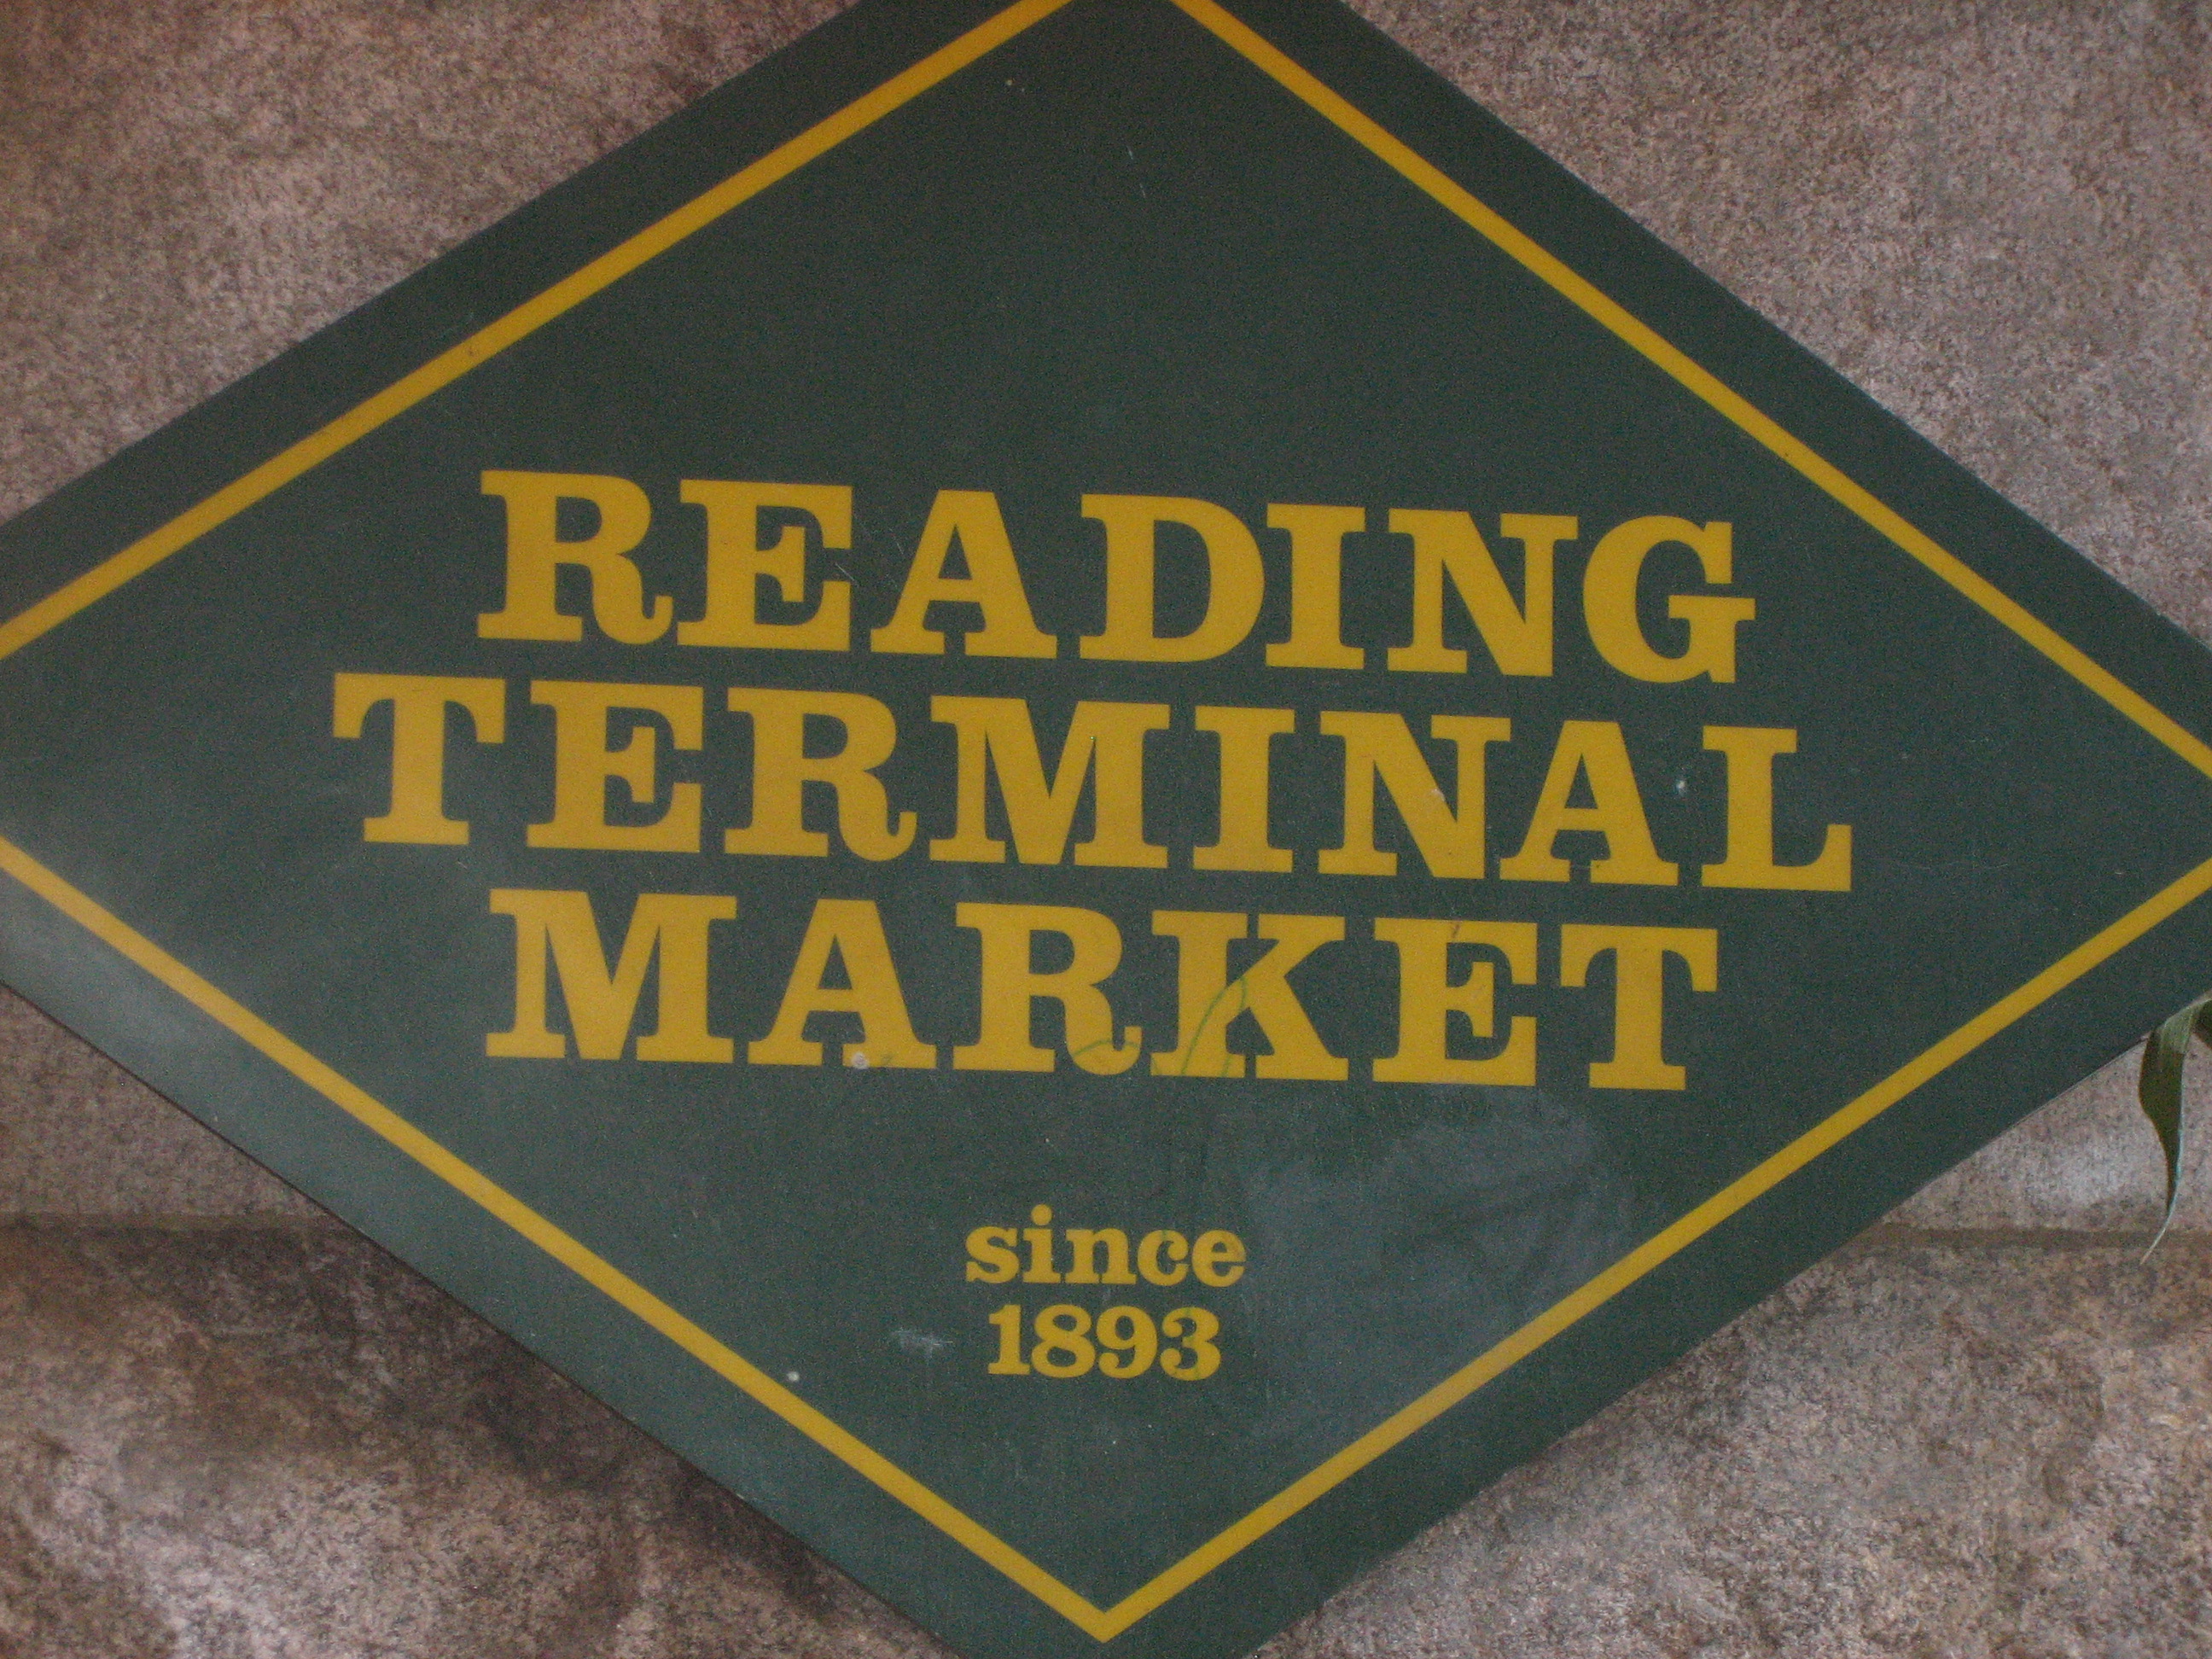 READING
TERMINAL
MARKET
since
1893